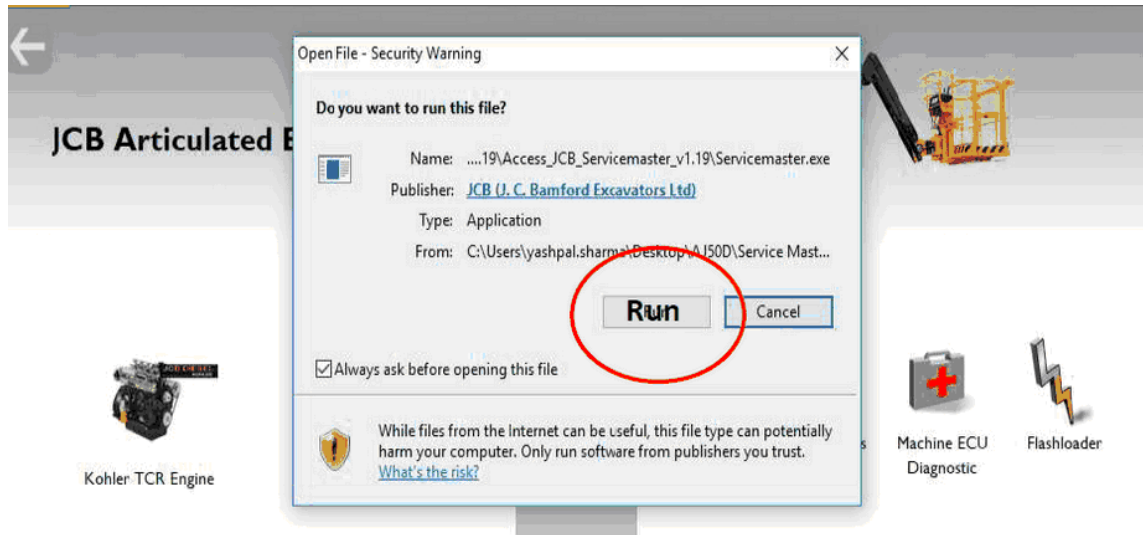 Open File - Security Warning
Do you want to run this file?
JCB Articulated
Name: ....19\Access_JCB_Servicemaster_v1.19\Servicemaster.exe
Publisher: JCB (J. C. Bamford Excavators Ltd)
Type: Application
From: C:\Users\yashpal.sharma\Desktop\AJ50D\Service Mast...
Run Cancel
Always ask before opening this file
While files from the Internet can be useful, this file type can potentially
harm your computer. Only run software from publishers you trust.
What's the risk?
Kohler TCR Engine
Machine ECU
Diagnostic
Flashloader